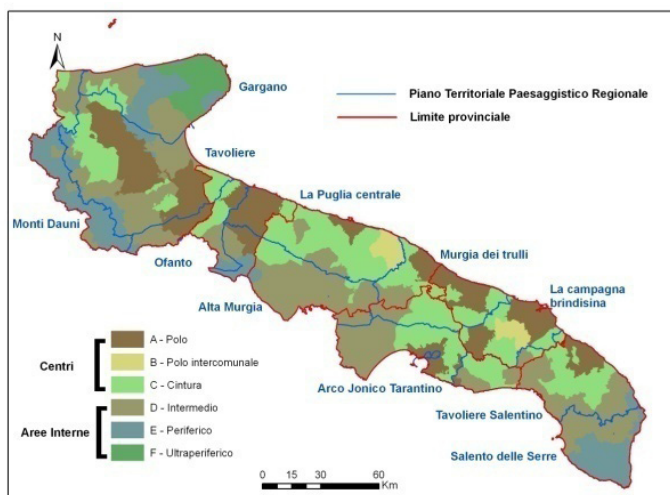 N
Gargano
Piano Territoriale Paesaggistico Regionale
Limite provinciale
Tavoliere
La Puglia centrale
Monti Dauni
Murgia dei trulli
Ofanto
La campagna
brindisina
Alta Murgia
Centri
A - Polo
B - Polo intercomunale
C - Cintura
Aree Interne
D - Intermedio
E - Periferico
F - Ultraperiferico
Arco Jonico Tarantino
Tavoliere Salentino
Salento delle Serre
0 15 30 60
Km